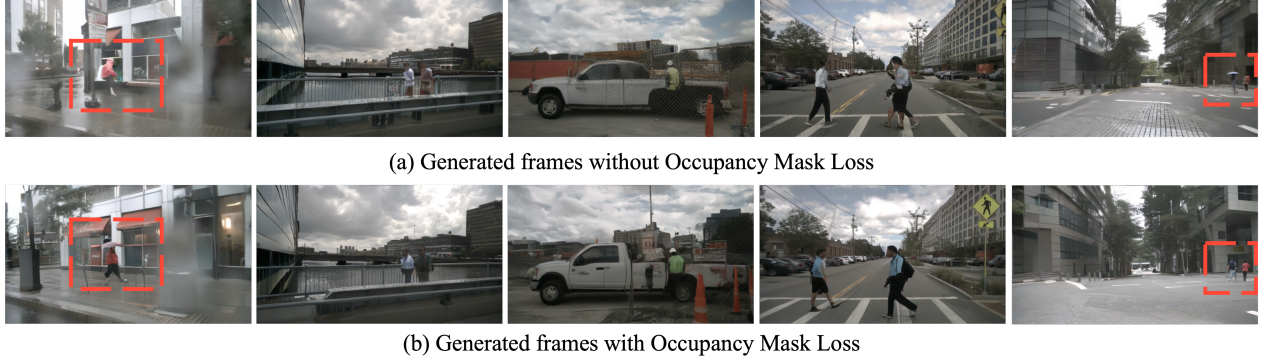 (a) Generated frames without Occupancy Mask Loss
(b) Generated frames with Occupancy Mask Loss